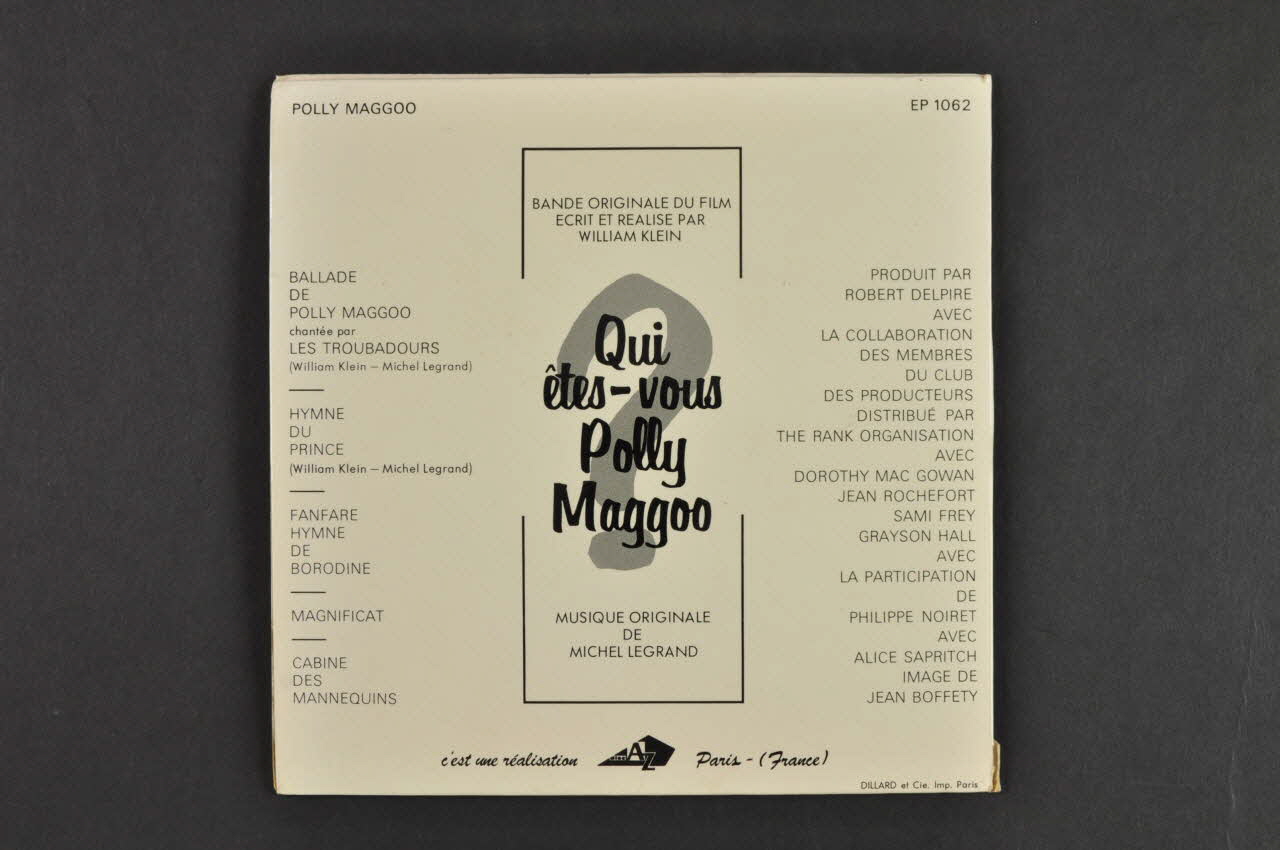 POLLY MAGGOO
EP 1062
BANDE ORIGINALE DU FILM
ECRIT ET REALISE PAR
WILLIAM KLEIN
BALLADE
DE
POLLY MAGGOO
chantée par
LES TROUBADOURS
(William Klein – Michel Legrand)
HYMNE
DU
PRINCE
(William Klein – Michel Legrand)
FANFARE
HYMNE
DE
BORODINE
MAGNIFICAT
CABINE
DES
MANNEQUINS
?
Qui
êtes-vous
Polly
Maggoo
MUSIQUE ORIGINALE
DE
MICHEL LEGRAND
PRODUIT PAR
ROBERT DELPIRE
AVEC
LA COLLABORATION
DES MEMBRES
DU CLUB
DES PRODUCTEURS
DISTRIBUÉ PAR
THE RANK ORGANISATION
AVEC
DOROTHY MAC GOWAN
JEAN ROCHEFORT
SAMI FREY
GRAYSON HALL
AVEC
LA PARTICIPATION
DE
PHILIPPE NOIRET
AVEC
ALICE SAPRITCH
IMAGE DE
JEAN BOFFETY
c'est une réalisation AZ Paris - (France)
DILLARD et Cie. Imp. Paris